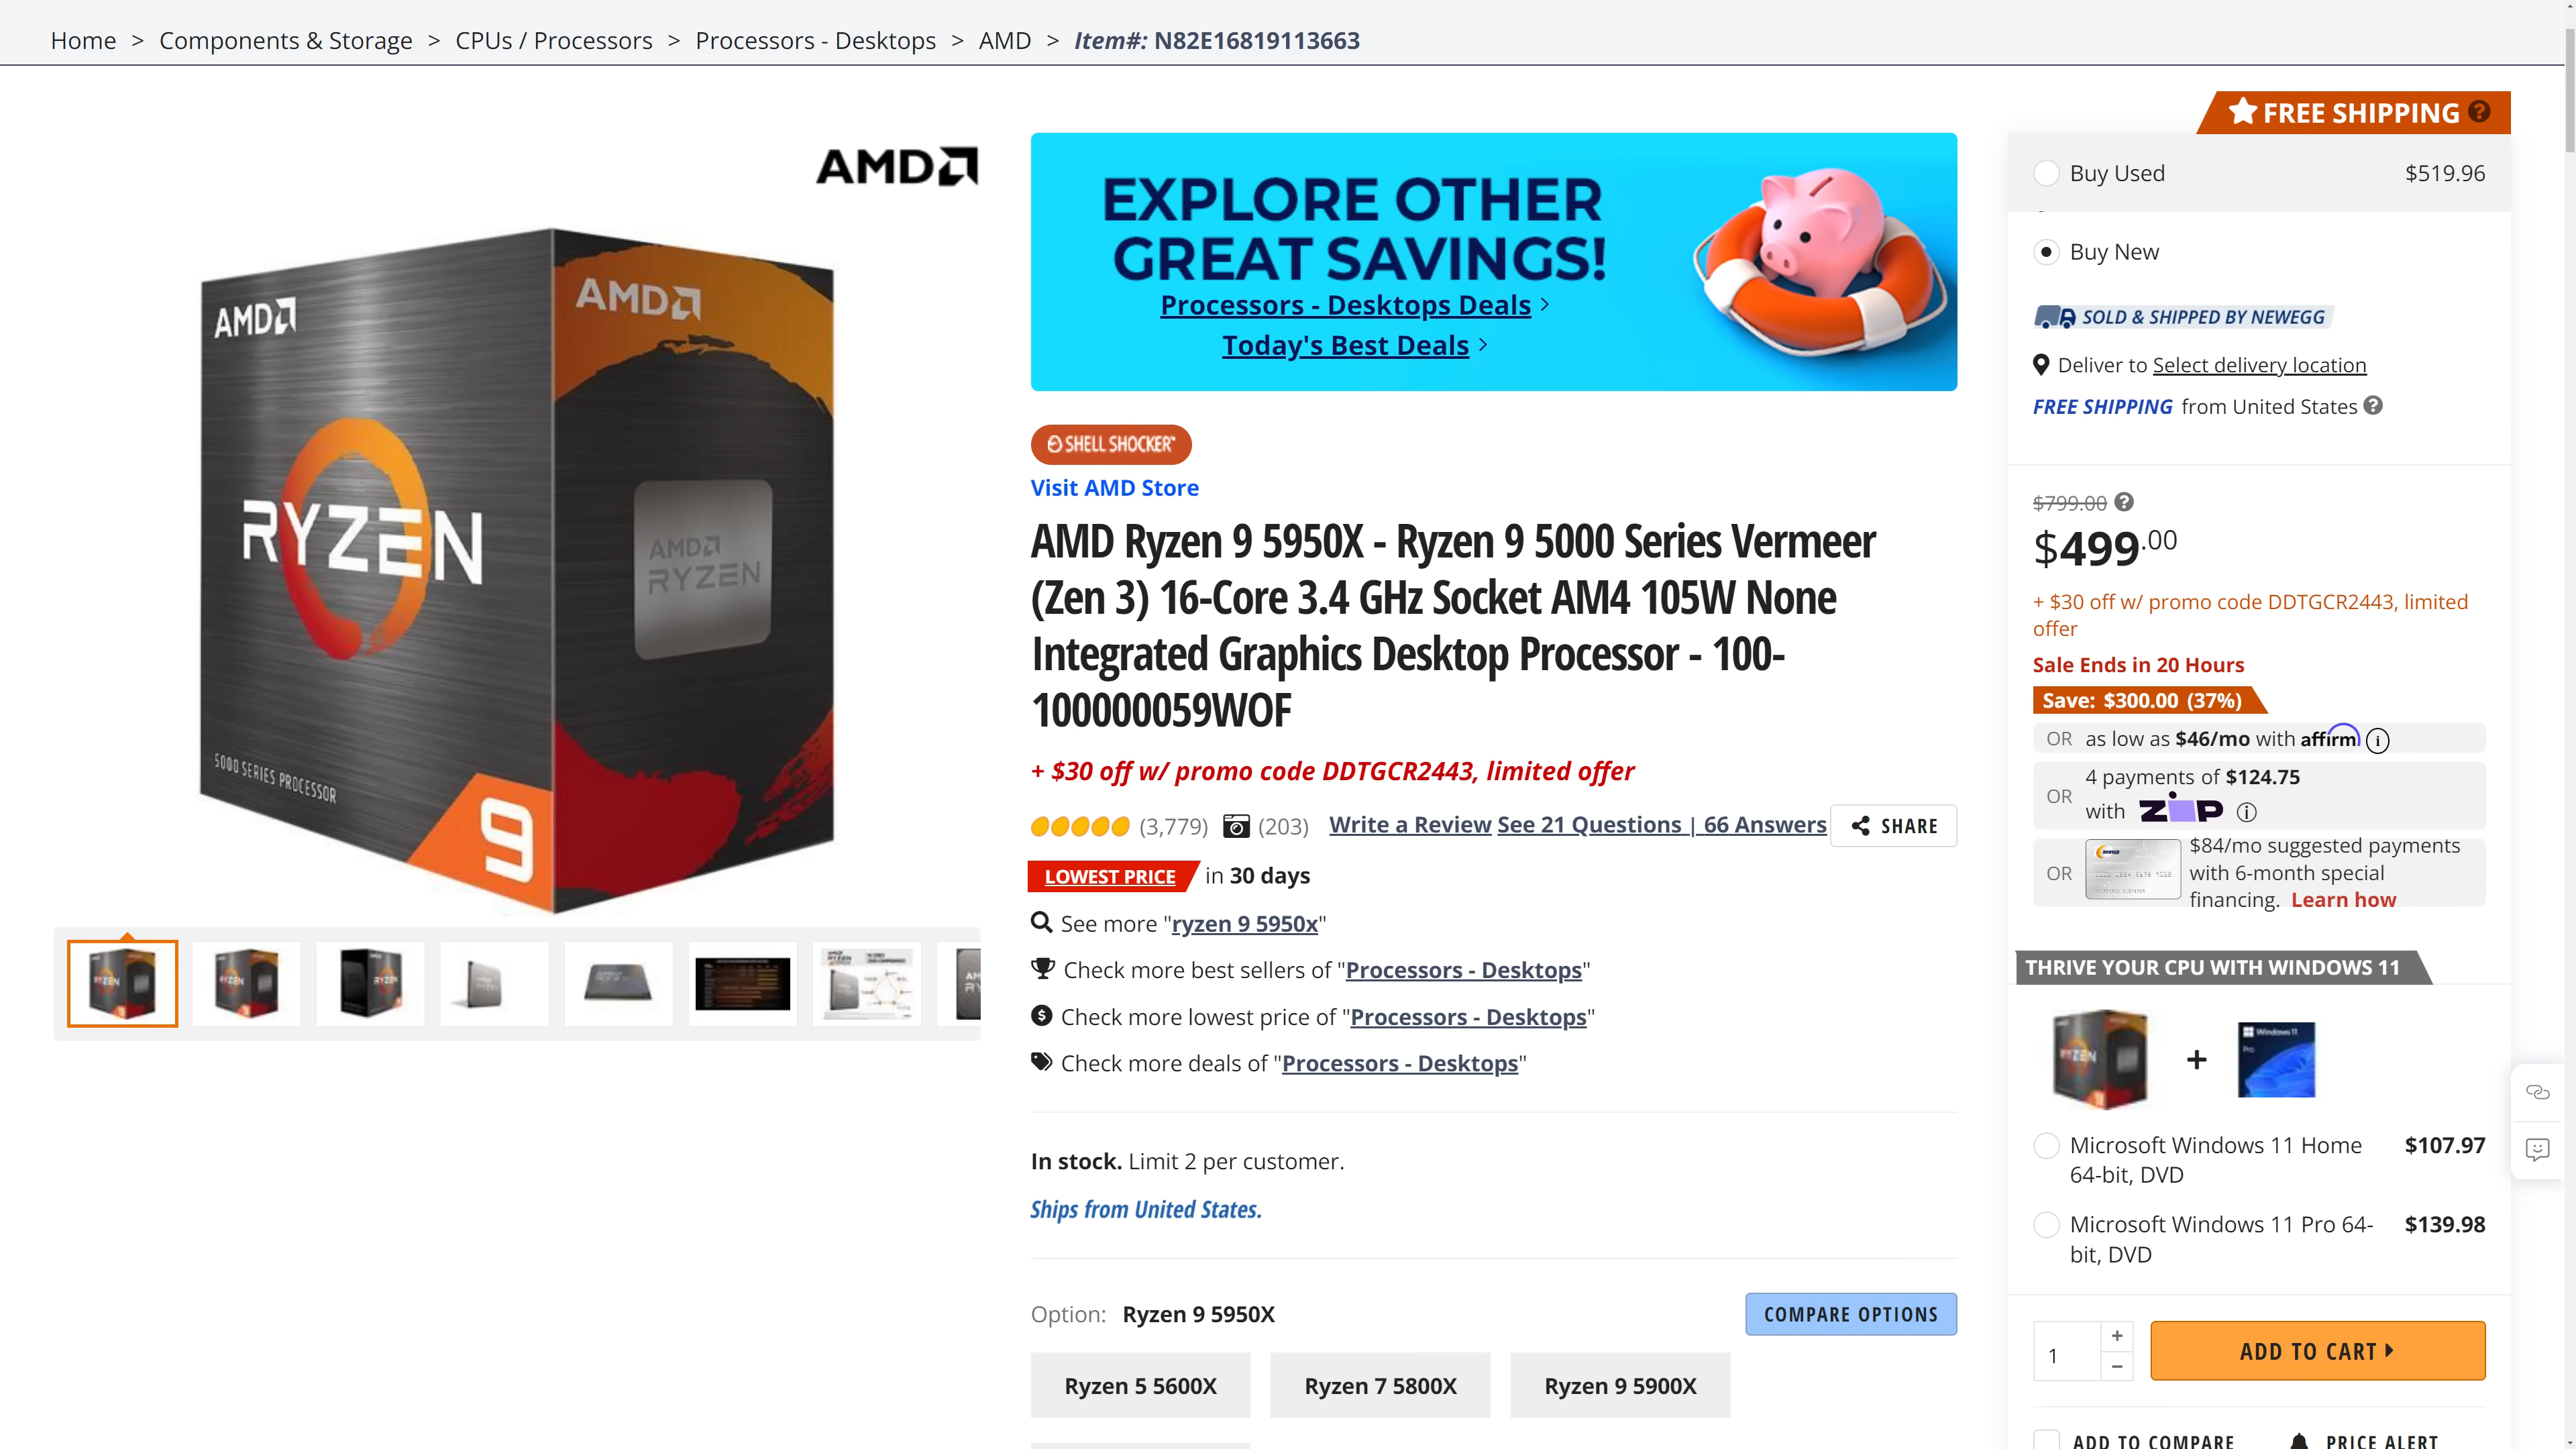 Home > Components & Storage > CPUs / Processors > Processors - Desktops > AMD > Item#: N82E16819113663
AMD
AMD
RYZEN
5000 SERIES PROCESSOR
9
AMD
AMD
RYZEN
EXPLORE OTHER
GREAT SAVINGS!
Processors - Desktops Deals
Today's Best Deals
SHELL SHOCKER™
Visit AMD Store
AMD Ryzen 9 5950X - Ryzen 9 5000 Series Vermeer
(Zen 3) 16-Core 3.4 GHz Socket AM4 105W None
Integrated Graphics Desktop Processor - 100-
100000059WOF
+ $30 off w/ promo code DDTGCR2443, limited offer
(3,779) (203) Write a Review See 21 Questions | 66 Answers SHARE
LOWEST PRICE in 30 days
See more "ryzen 9 5950x"
Check more best sellers of "Processors - Desktops"
Check more lowest price of "Processors - Desktops"
Check more deals of "Processors - Desktops"
In stock. Limit 2 per customer.
Ships from United States.
Option: Ryzen 9 5950X
COMPARE OPTIONS
Ryzen 5 5600X
Ryzen 7 5800X
Ryzen 9 5900X
FREE SHIPPING ?
Buy Used $519.96
Buy New
SOLD & SHIPPED BY NEWEGG
Deliver to Select delivery location
FREE SHIPPING from United States ?
$799.00 ?
$499.00
+ $30 off w/ promo code DDTGCR2443, limited
offer
Sale Ends in 20 Hours
Save: $300.00 (37%)
OR as low as $46/mo with affirm i
OR 4 payments of $124.75
with ZIP i
OR $84/mo suggested payments
with 6-month special
financing. Learn how
THRIVE YOUR CPU WITH WINDOWS 11
RYZEN
+
Windows 11
Pro
Microsoft Windows 11 Home $107.97
64-bit, DVD
Microsoft Windows 11 Pro 64- $139.98
bit, DVD
1 + −
ADD TO CART
ADD TO COMPARE
PRICE ALERT